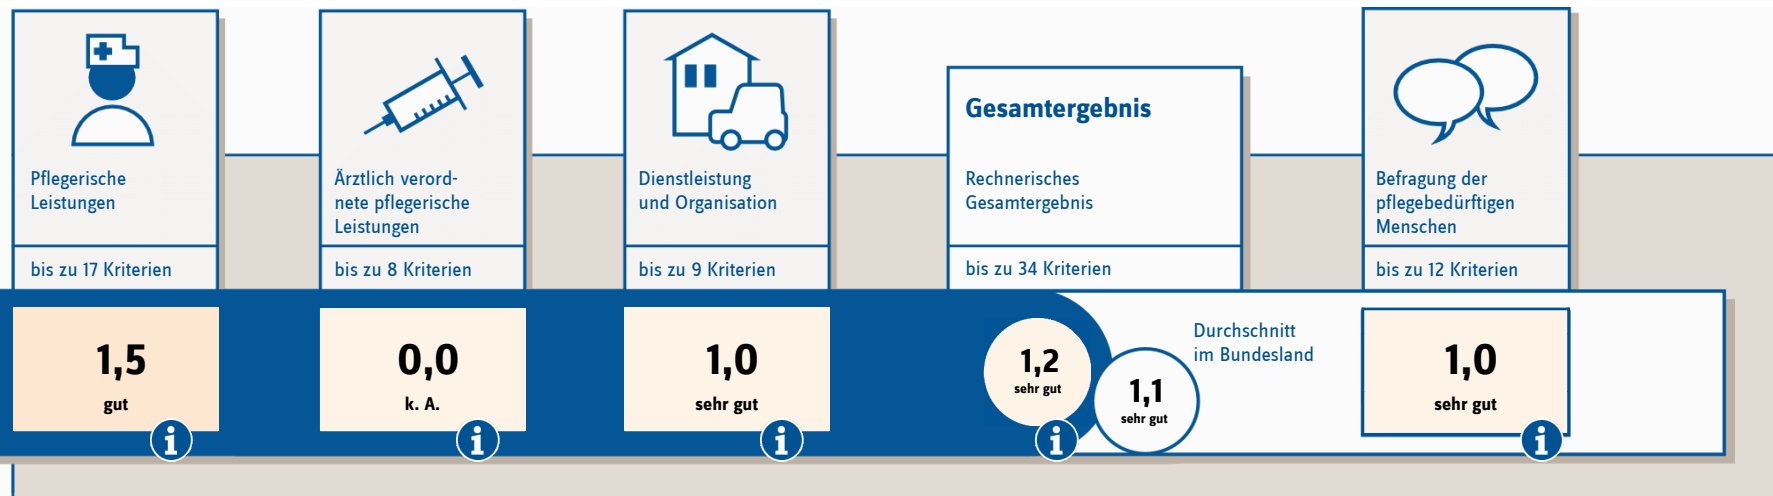 Pflegerische
Leistungen
bis zu 17 Kriterien
1,5
gut
i
Ärztlich verord-
nete pflegerische
Leistungen
bis zu 8 Kriterien
0,0
k. A.
i
Dienstleistung
und Organisation
bis zu 9 Kriterien
1,0
sehr gut
i
Gesamtergebnis
Rechnerisches
Gesamtergebnis
bis zu 34 Kriterien
1,2
sehr gut
i
1,1
sehr gut
Durchschnitt
im Bundesland
Befragung der
pflegebedürftigen
Menschen
bis zu 12 Kriterien
1,0
sehr gut
i